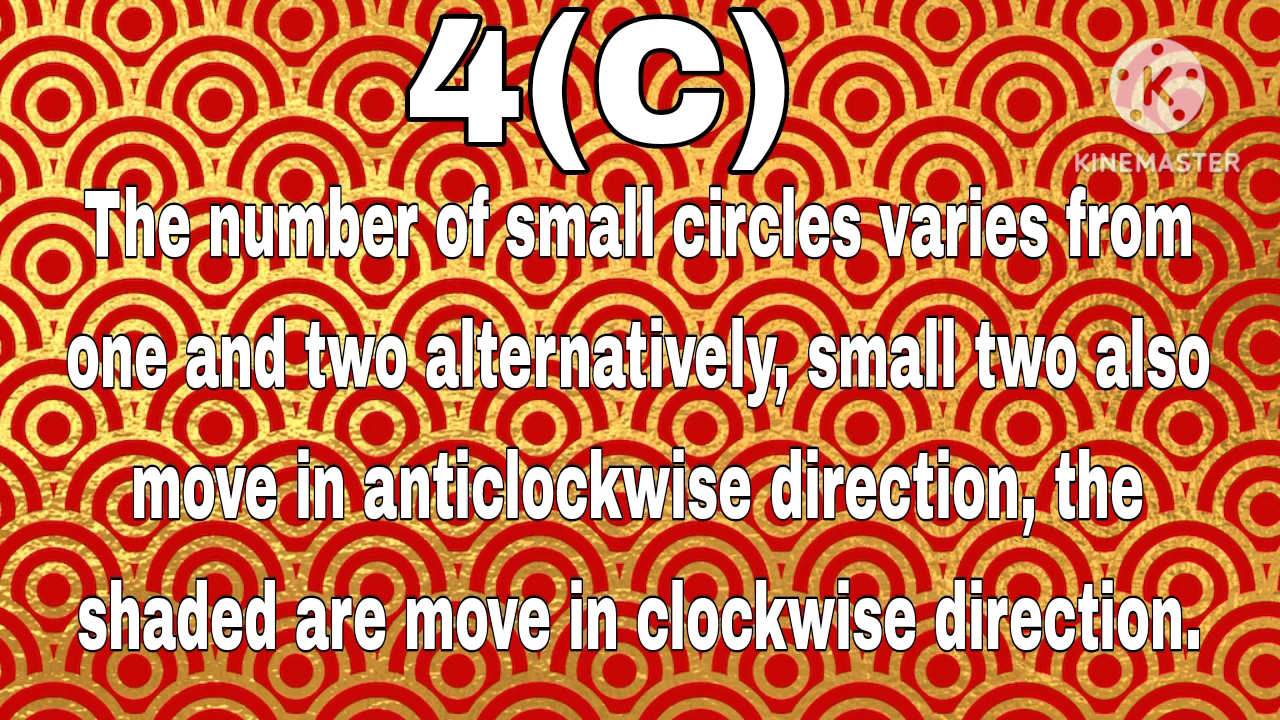 4(C)
K
KINEMASTER
The number of small circles varies from
one and two alternatively, small two also
move in anticlockwise direction, the
shaded are move in clockwise direction.